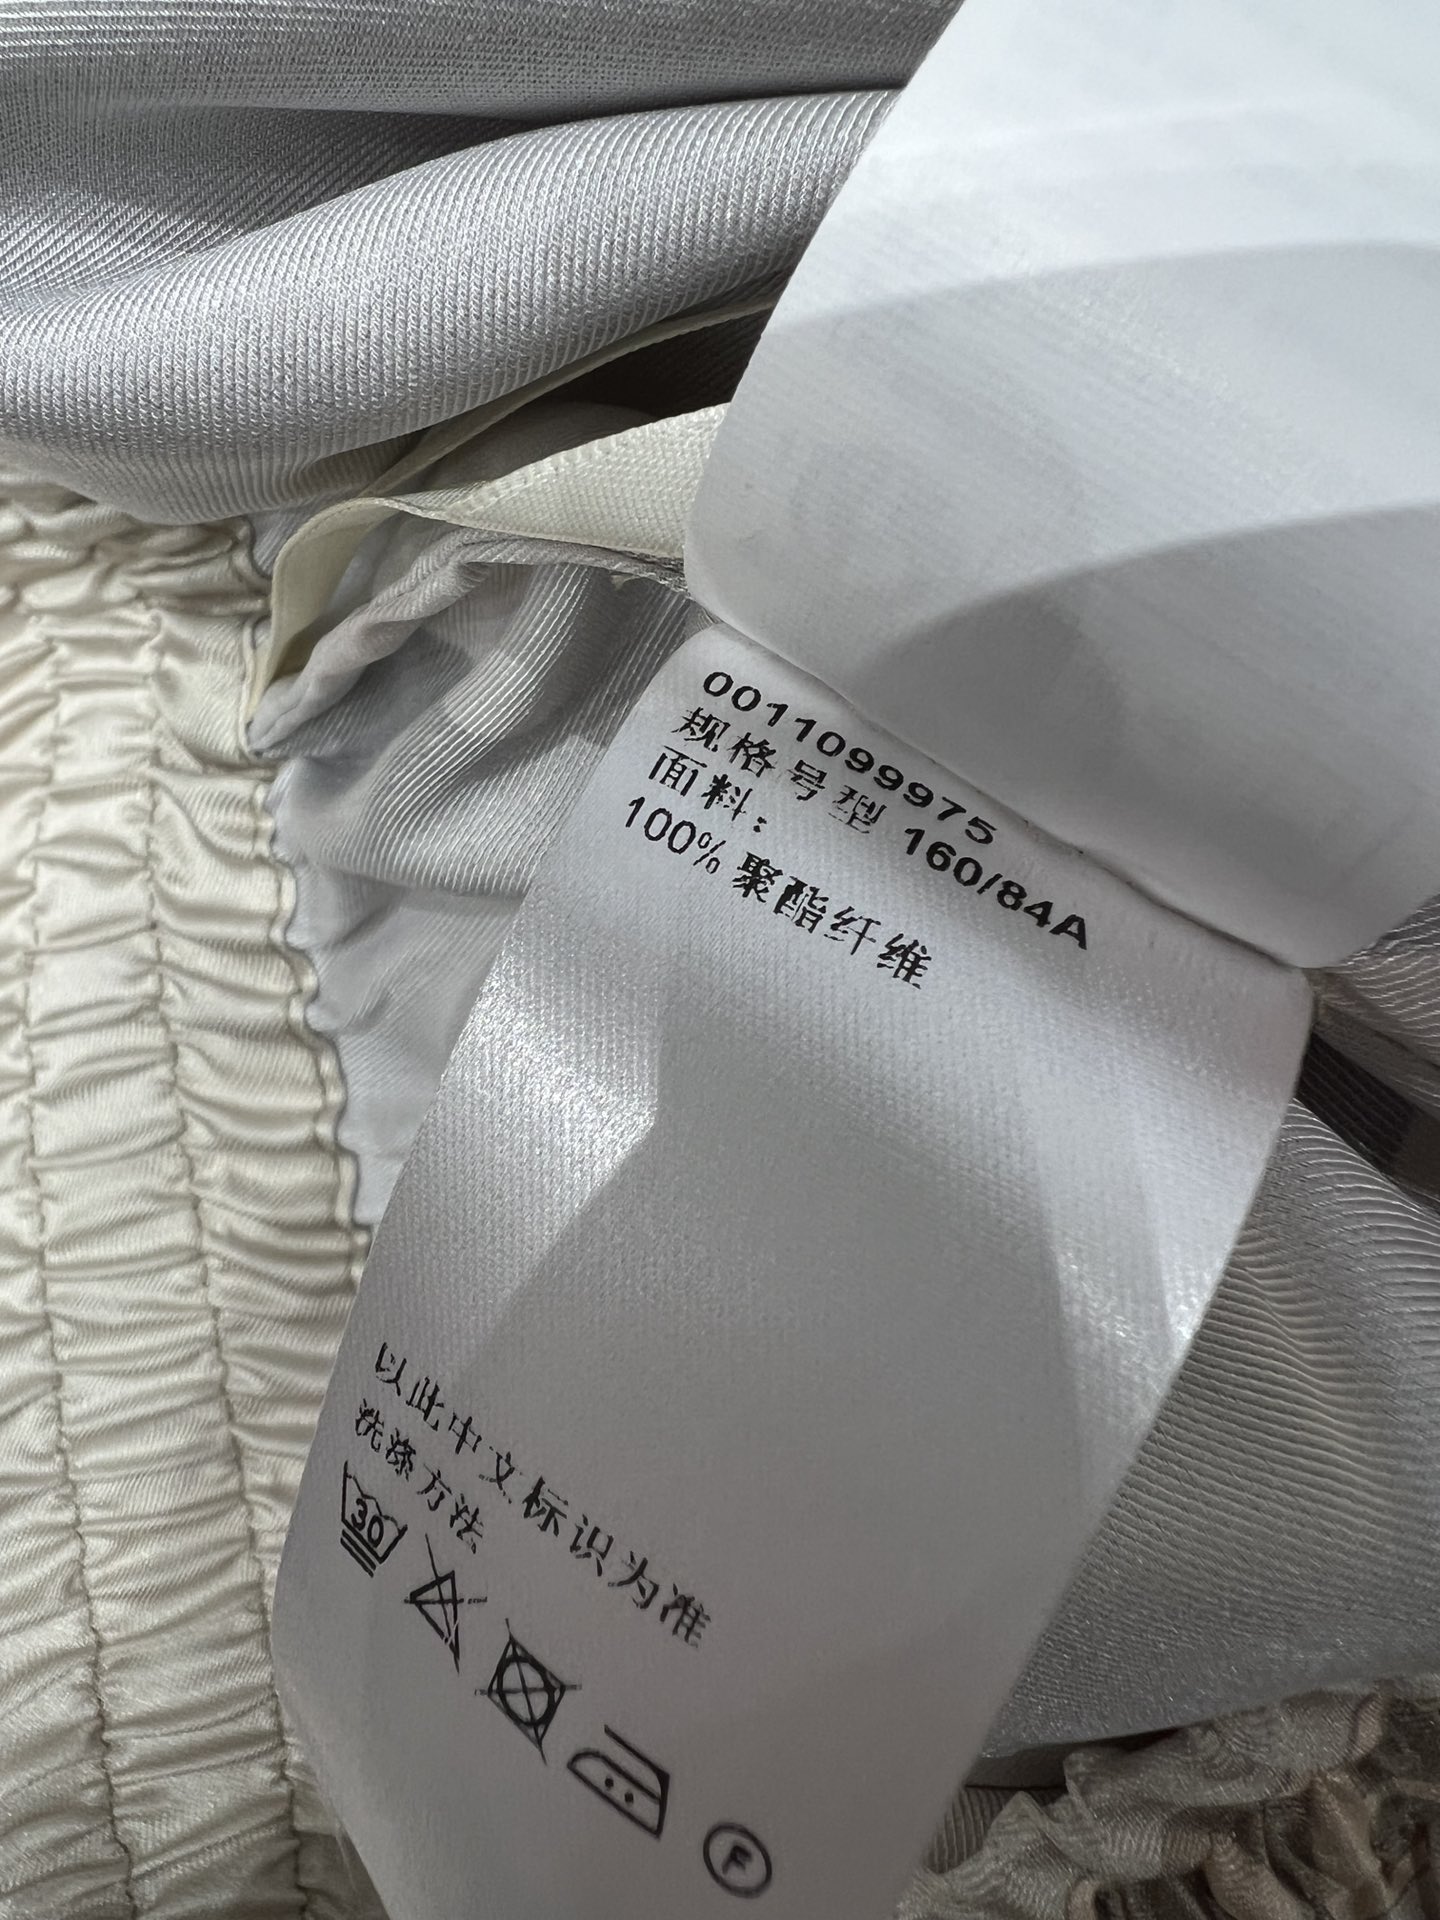 0011099975
规格号型 160/84A
面料：
100% 聚酯纤维
以此中文标识为准
洗涤方法
30
F